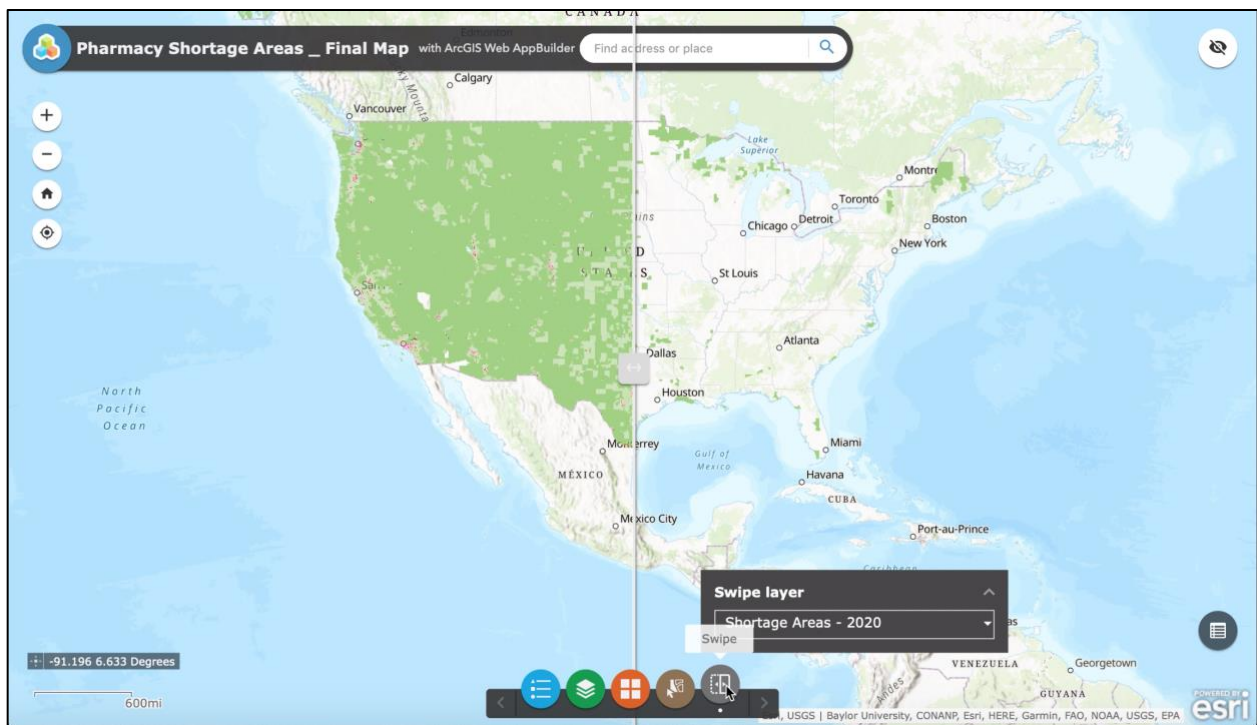 CANADA
Edmonton
Pharmacy Shortage Areas _ Final Map with ArcGIS Web AppBuilder
Find address or place
Calgary
Vancouver
Lake
Superior
Toronto
Chicago
Detroit
Boston
New York
St Louis
Atlanta
Dallas
Houston
North
Pacific
Ocean
Monterrey
Gulf of
Mexico
Miami
MÉXICO
Havana
CUBA
Mexico City
Port-au-Prince
Caribbean
Swipe layer
Shortage Areas - 2020
Swipe
-91.196 6.633 Degrees
VENEZUELA
Georgetown
GUYANA
Andes
600mi
USGS | Baylor University, CONANP, Esri, HERE, Garmin, FAO, NOAA, USGS, EPA
POWERED BY
esri